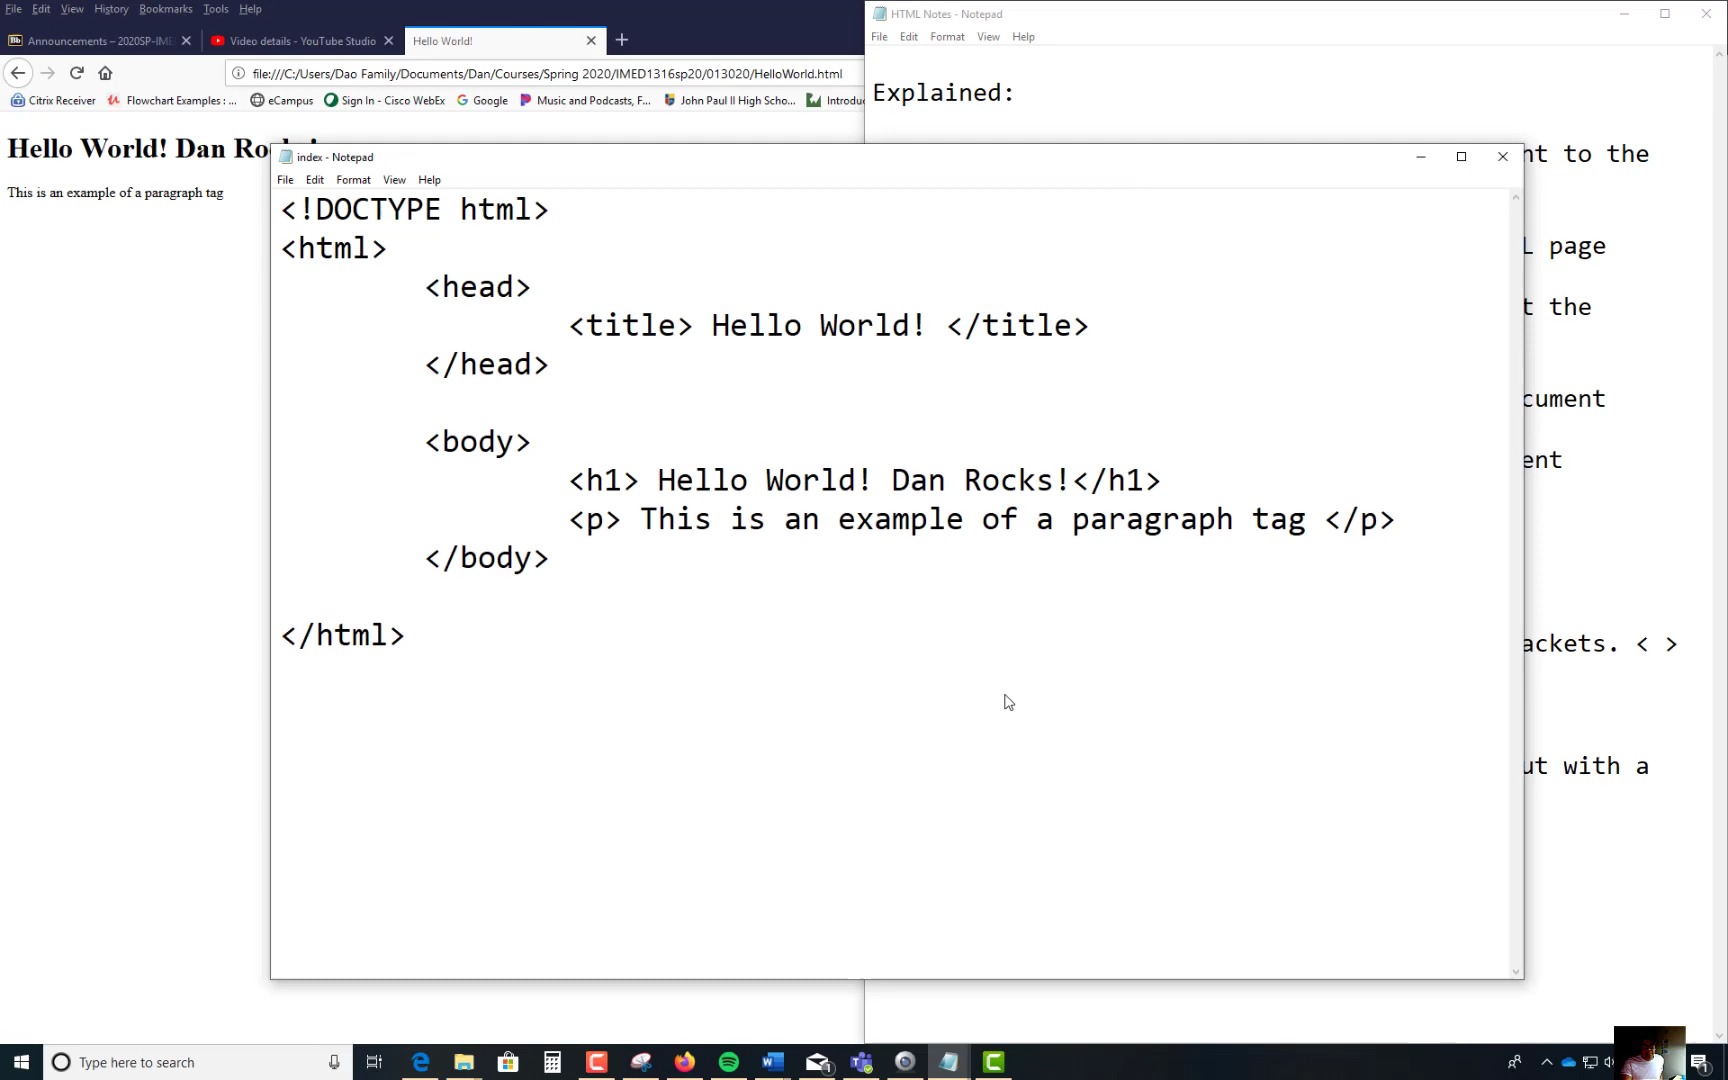 File Edit View History Bookmarks Tools Help
Announcements – 2020SP-IME
Video details - YouTube Studio
Hello World!
file:///C:/Users/Dao Family/Documents/Dan/Courses/Spring 2020/IMED1316sp20/013020/HelloWorld.html
Citrix Receiver
Flowchart Examples : ...
eCampus
Sign In - Cisco WebEx
Google
Music and Podcasts, F...
John Paul II High Scho...
Introduc
Hello World! Dan Rocks!
This is an example of a paragraph tag
HTML Notes - Notepad
File Edit Format View Help
Explained:
nt to the
L page
t the
cument
ent
ackets. < >
ut with a
index - Notepad
File Edit Format View Help
<!DOCTYPE html>
<html>
<head>
<title> Hello World! </title>
</head>
<body>
<h1> Hello World! Dan Rocks!</h1>
<p> This is an example of a paragraph tag </p>
</body>
</html>
Type here to search